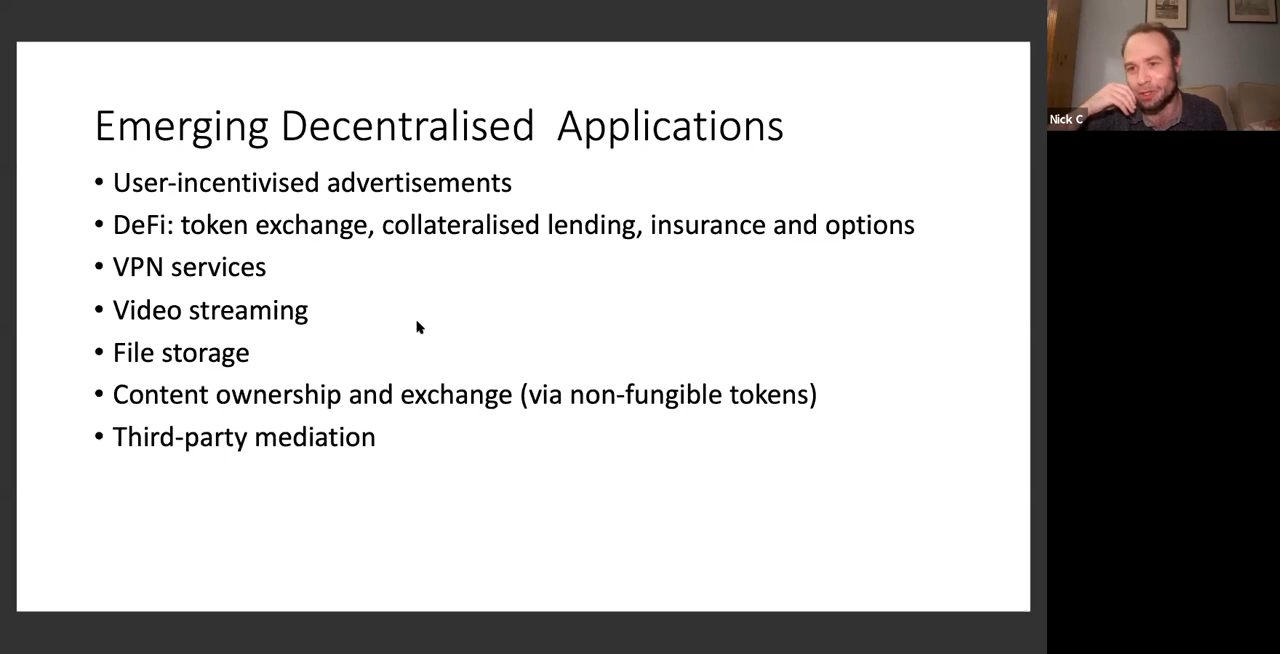 Emerging Decentralised  Applications
• User-incentivised advertisements
• DeFi: token exchange, collateralised lending, insurance and options
• VPN services
• Video streaming
• File storage
• Content ownership and exchange (via non-fungible tokens)
• Third-party mediation
Nick C